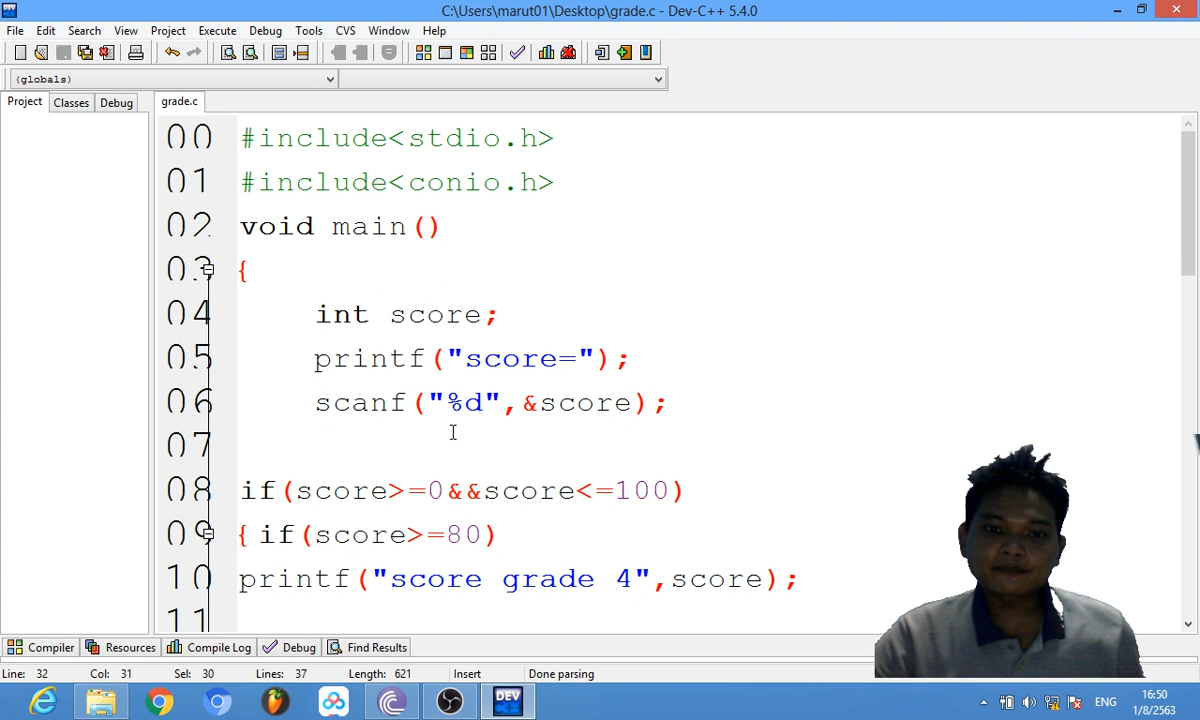 C:\Users\marut01\Desktop\grade.c - Dev-C++ 5.4.0
File Edit Search View Project Execute Debug Tools CVS Window Help
(globals)
Project Classes Debug
grade.c
00 #include<stdio.h>
01 #include<conio.h>
02 void main()
03 {
04 int score;
05 printf("score=");
06 scanf("%d",&score);
07
08 if(score>=0&&score<=100)
09 { if(score>=80)
10 printf("score grade 4",score);
11
Compiler Resources Compile Log Debug Find Results
Line: 32 Col: 31 Sel: 30 Lines: 37 Length: 621 Insert Done parsing
DEV C++
ENG
16:50
1/8/2563